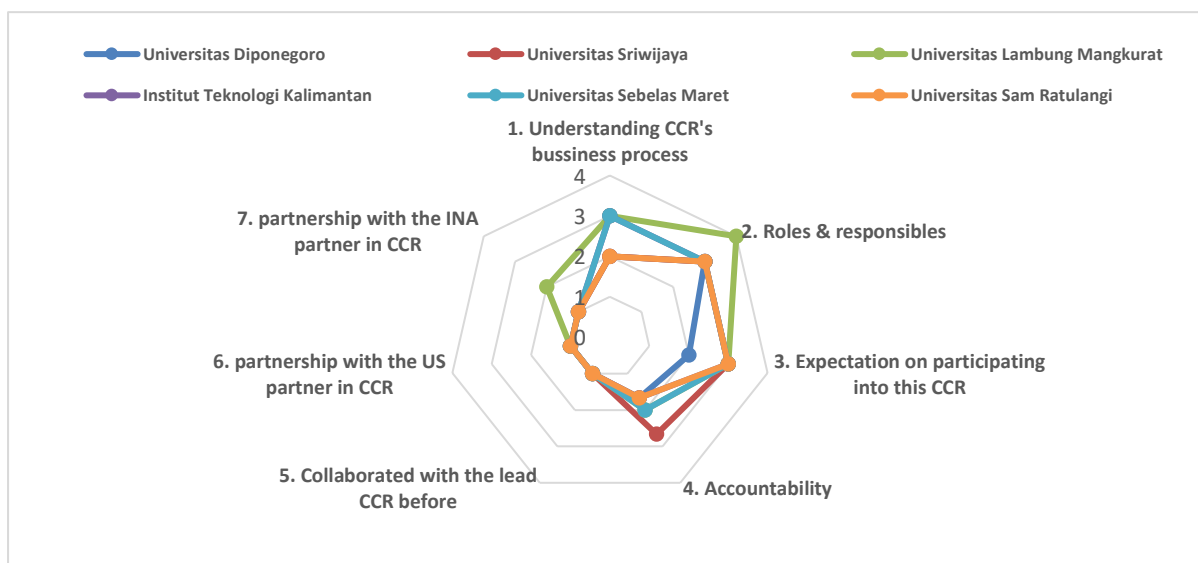 Universitas Diponegoro
Universitas Sriwijaya
Universitas Lambung Mangkurat
Institut Teknologi Kalimantan
Universitas Sebelas Maret
Universitas Sam Ratulangi
1. Understanding CCR's
bussiness process
4
3
2
1
0
2. Roles & responsibles
3. Expectation on participating
into this CCR
4. Accountability
5. Collaborated with the lead
CCR before
6. partnership with the US
partner in CCR
7. partnership with the INA
partner in CCR